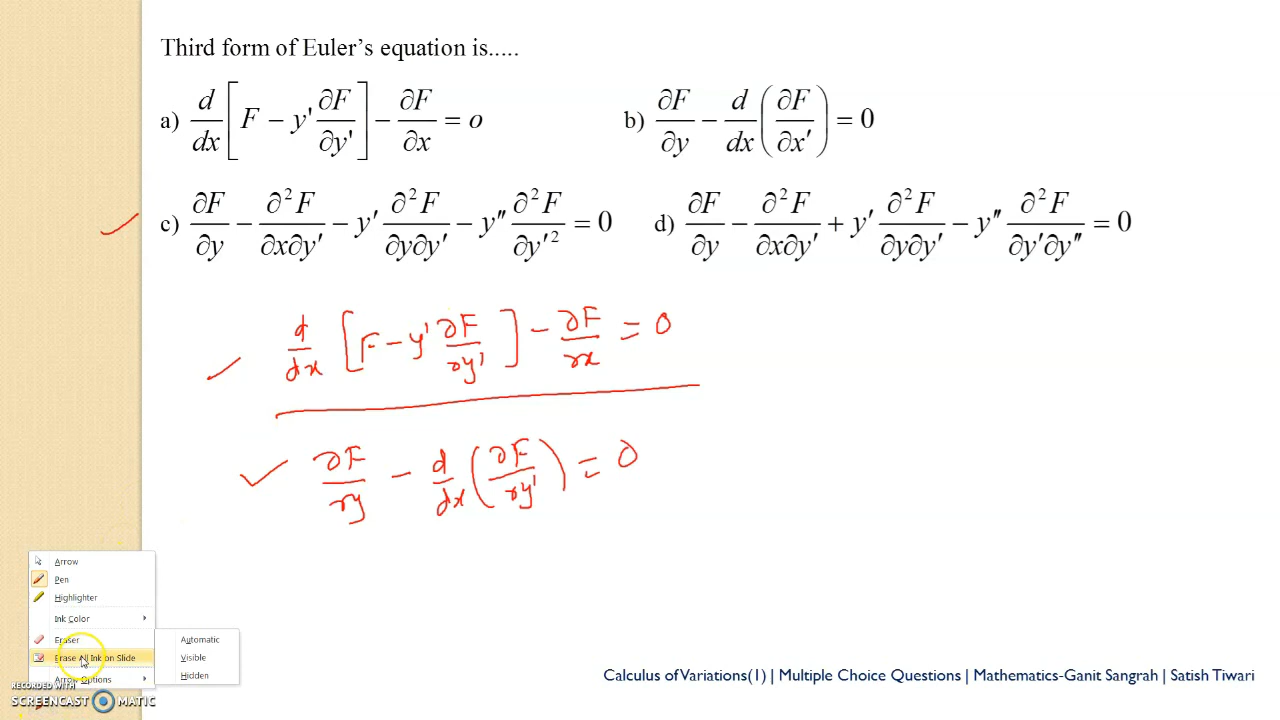 Third form of Euler's equation is.....
a) d/dx [F − y' ∂F/∂y'] − ∂F/∂x = o
b) ∂F/∂y − d/dx (∂F/∂x′) = 0
c) ∂F/∂y − ∂²F/∂x∂y′ − y′ ∂²F/∂y∂y′ − y″ ∂²F/∂y′² = 0
d) ∂F/∂y − ∂²F/∂x∂y′ + y′ ∂²F/∂y∂y′ − y″ ∂²F/∂y′∂y″ = 0
d/dx [F − y' ∂F/∂y'] − ∂F/∂x = 0
∂F/∂y − d/dx (∂F/∂y') = 0
Arrow
Pen
Highlighter
Ink Color
Eraser
Erase All Ink on Slide
Arrow Options
Automatic
Visible
Hidden
RECORDED WITH
SCREENCAST MATIC
Calculus of Variations(1) | Multiple Choice Questions | Mathematics-Ganit Sangrah | Satish Tiwari